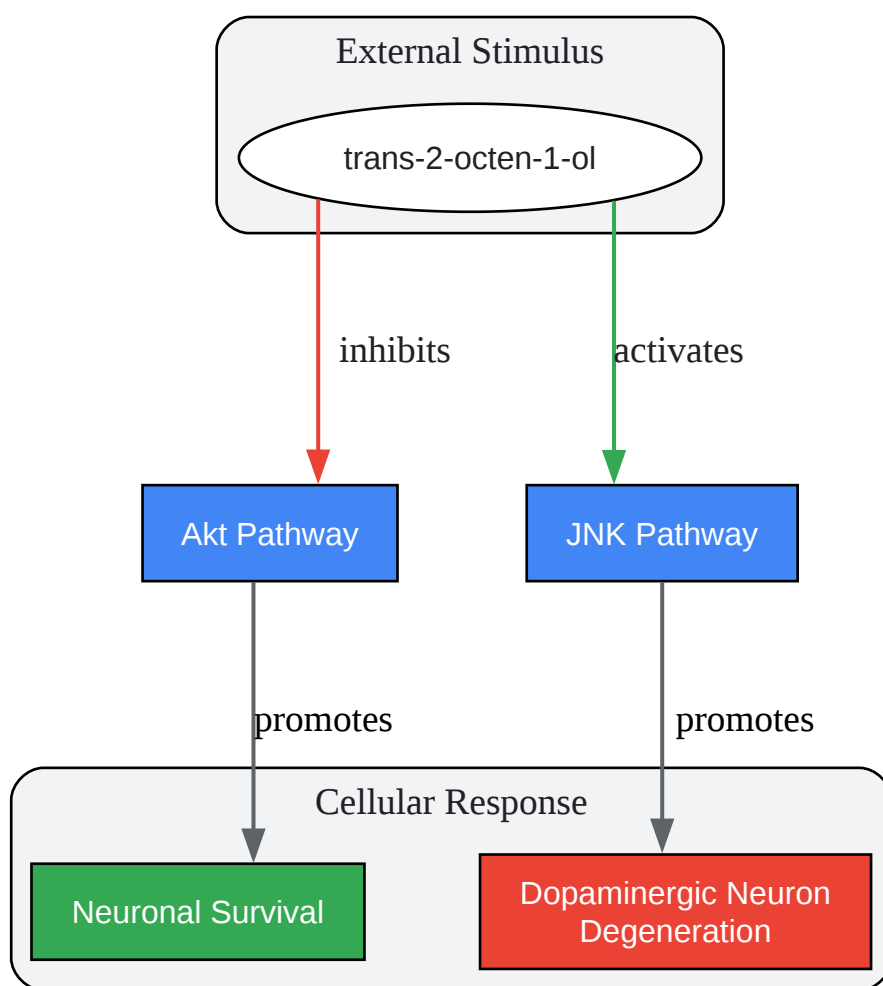 External Stimulus
trans-2-octen-1-ol
inhibits
activates
Akt Pathway
JNK Pathway
promotes
promotes
Cellular Response
Neuronal Survival
Dopaminergic Neuron
Degeneration